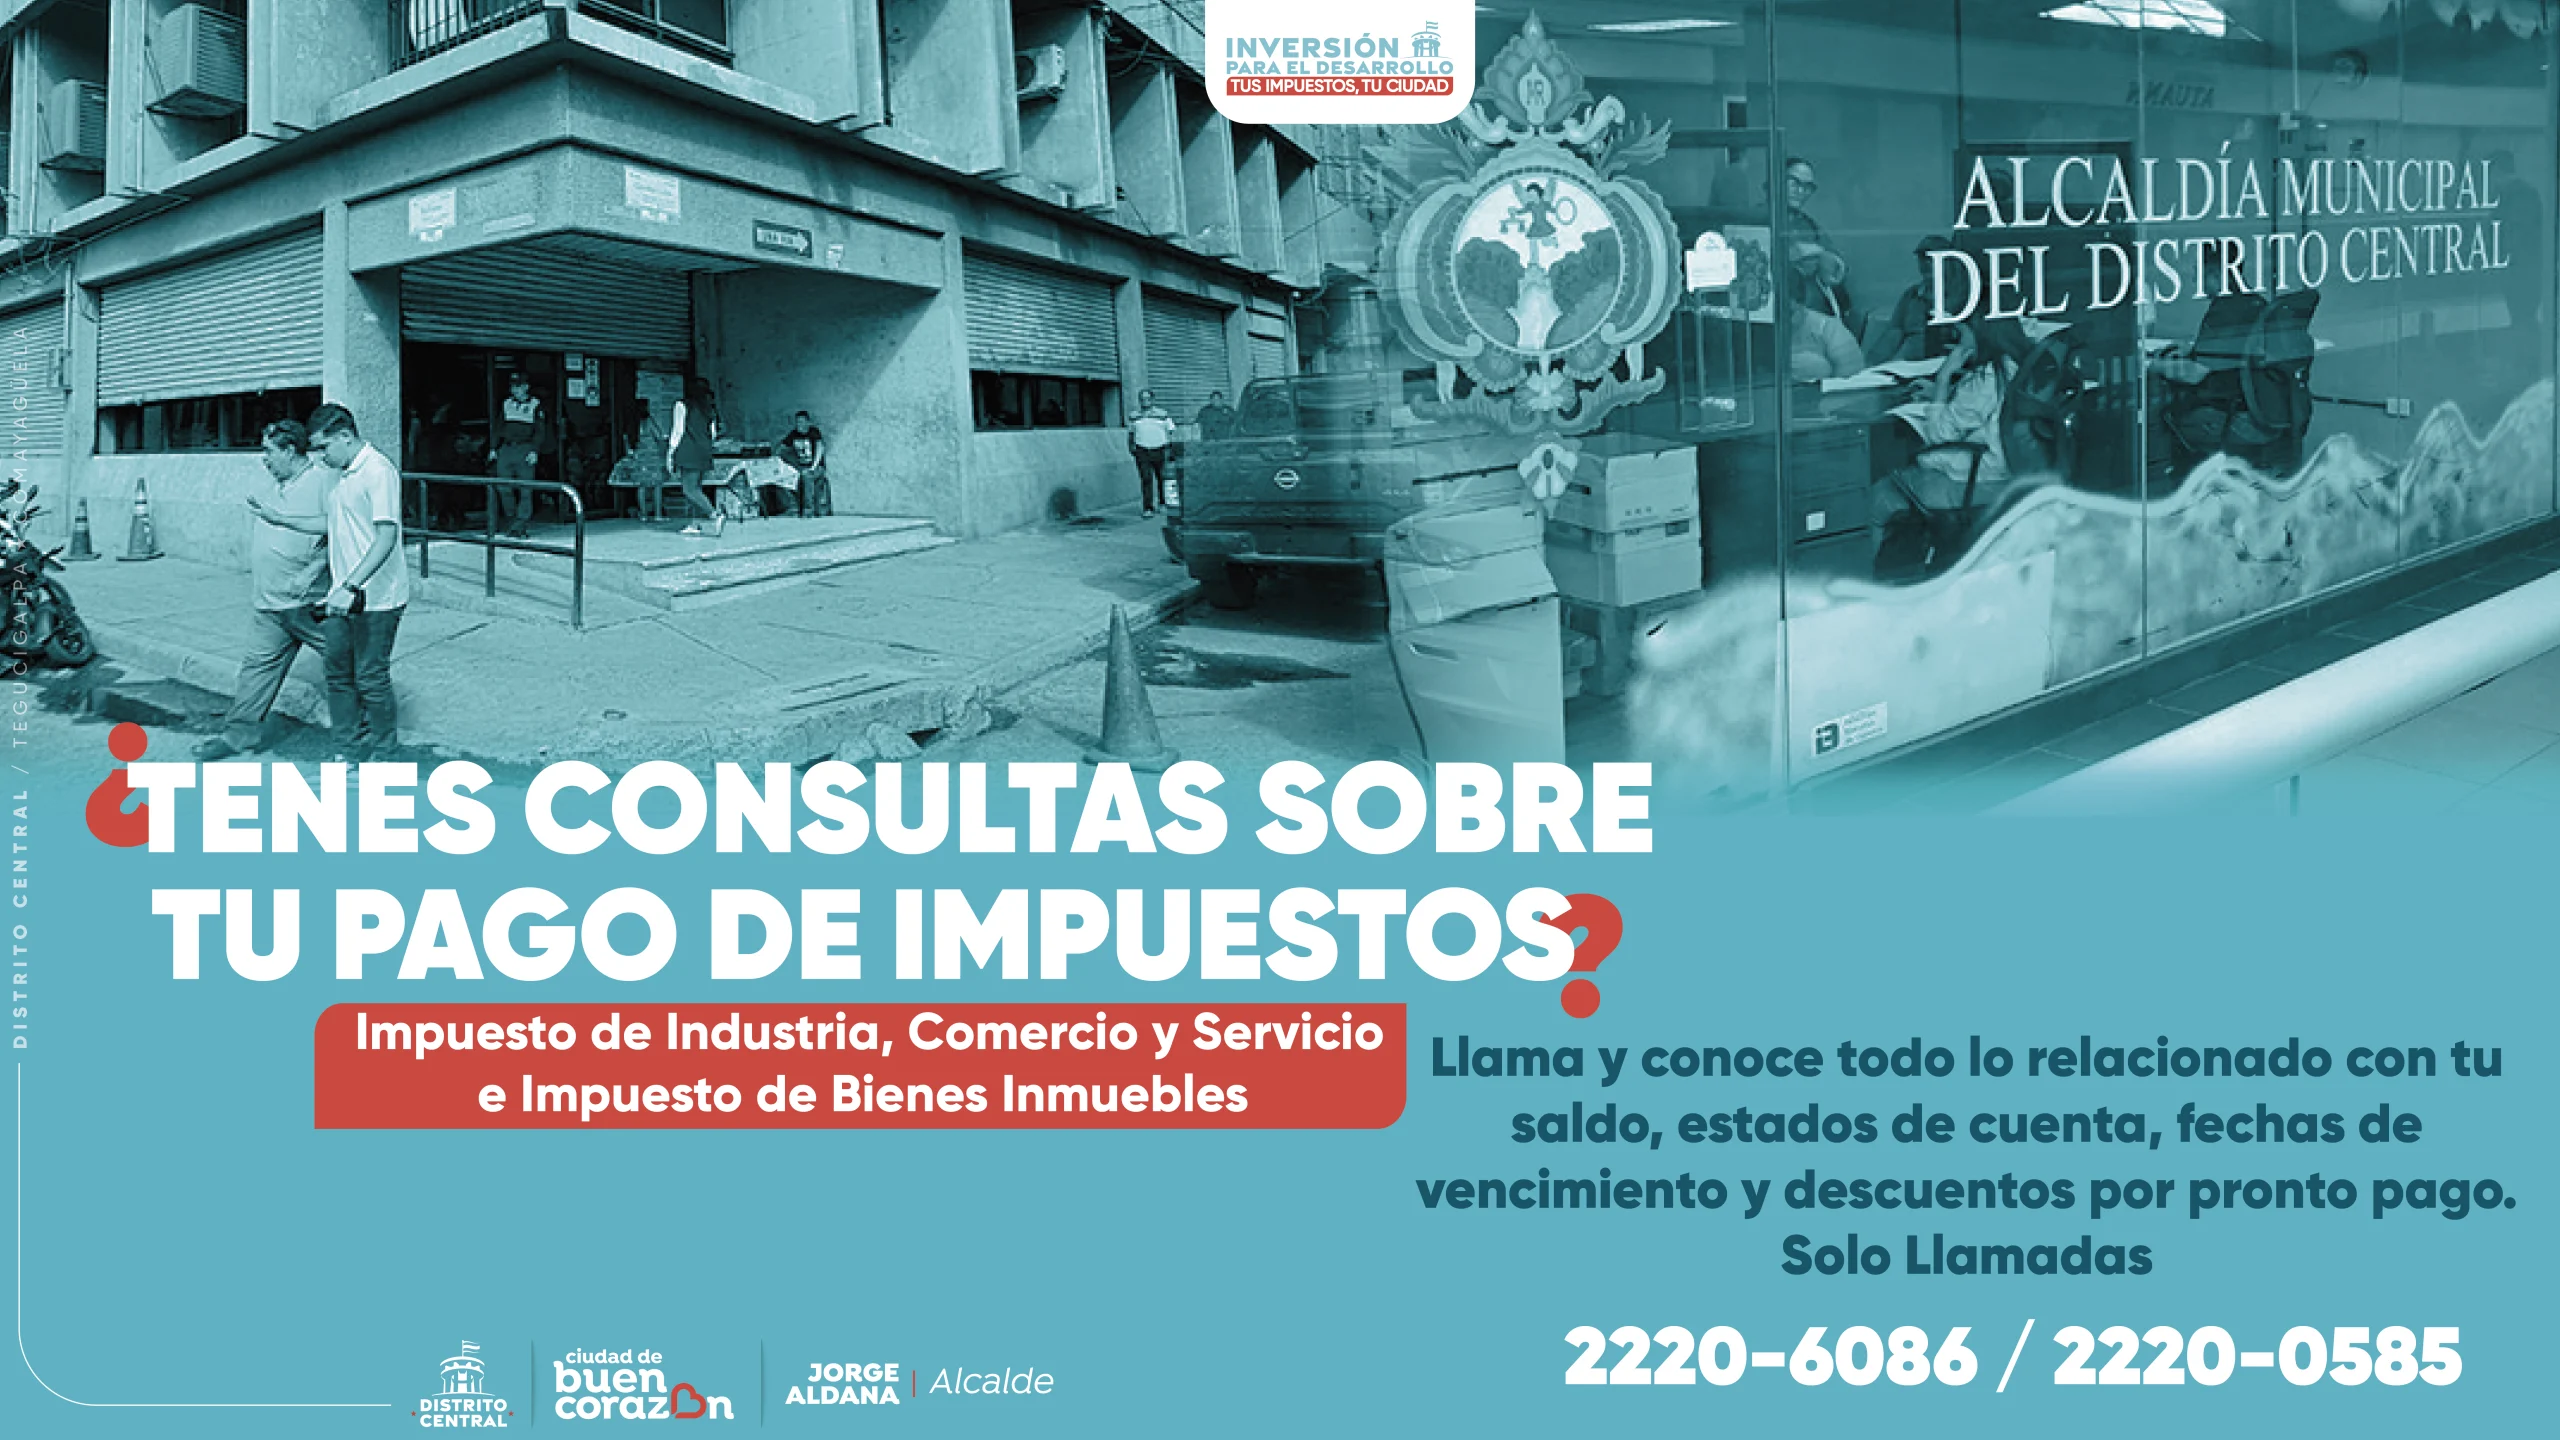 INVERSIÓN
PARA EL DESARROLLO
TUS IMPUESTOS, TU CIUDAD
ALCALDÍA MUNICIPAL
DEL DISTRITO CENTRAL
DISTRITO CENTRAL / TEGUCIGALPA COMAYAGÜELA
¿TENES CONSULTAS SOBRE
TU PAGO DE IMPUESTOS?
Impuesto de Industria, Comercio y Servicio
e Impuesto de Bienes Inmuebles
Llama y conoce todo lo relacionado con tu
saldo, estados de cuenta, fechas de
vencimiento y descuentos por pronto pago.
Solo Llamadas
2220-6086 / 2220-0585
DISTRITO
CENTRAL
ciudad de
buen
corazón
JORGE
ALDANA | Alcalde